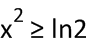 x² ≥ ln2